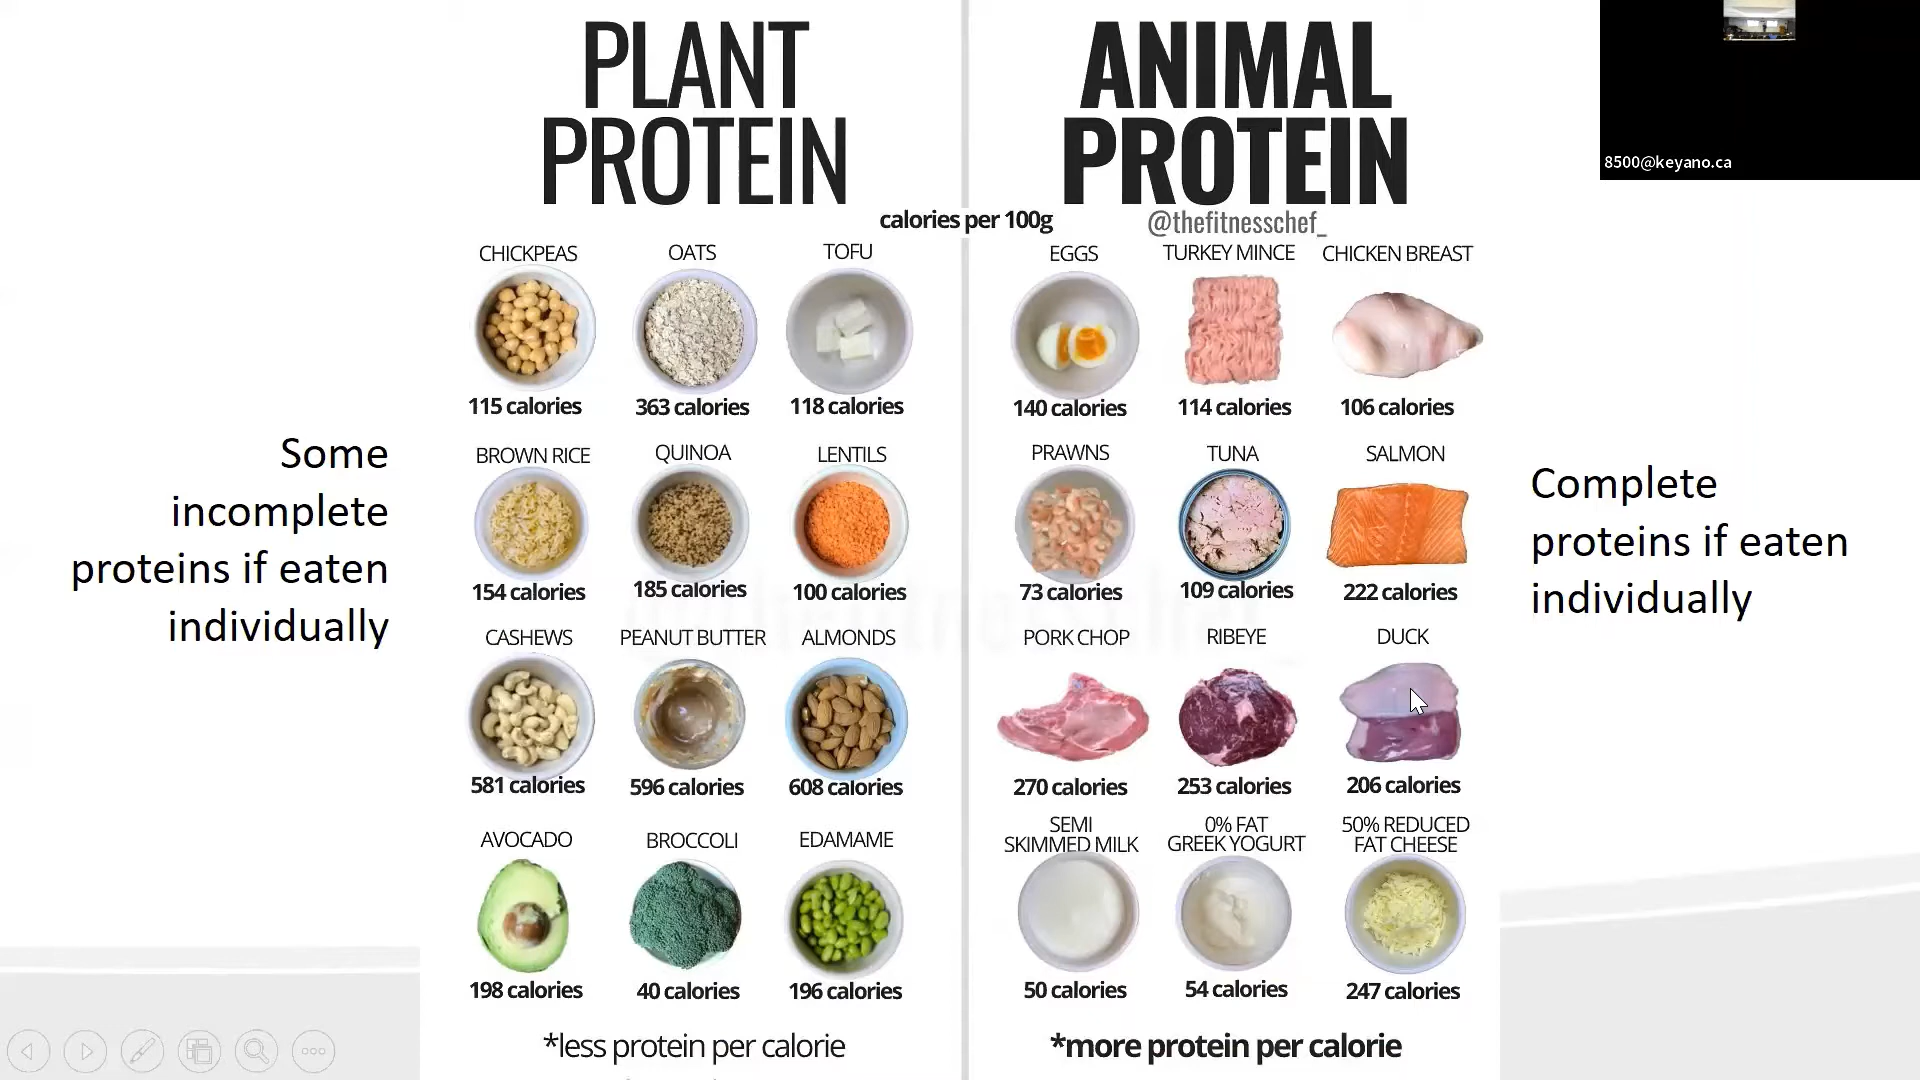 PLANT
PROTEIN
ANIMAL
PROTEIN
8500@keyano.ca
calories per 100g
@thefitnesschef_
CHICKPEAS OATS TOFU
115 calories 363 calories 118 calories
BROWN RICE QUINOA LENTILS
154 calories 185 calories 100 calories
CASHEWS PEANUT BUTTER ALMONDS
581 calories 596 calories 608 calories
AVOCADO BROCCOLI EDAMAME
198 calories 40 calories 196 calories
*less protein per calorie
EGGS TURKEY MINCE CHICKEN BREAST
140 calories 114 calories 106 calories
PRAWNS TUNA SALMON
73 calories 109 calories 222 calories
PORK CHOP RIBEYE DUCK
270 calories 253 calories 206 calories
SEMI 0% FAT 50% REDUCED
SKIMMED MILK GREEK YOGURT FAT CHEESE
50 calories 54 calories 247 calories
*more protein per calorie
Some
incomplete
proteins if eaten
individually
Complete
proteins if eaten
individually